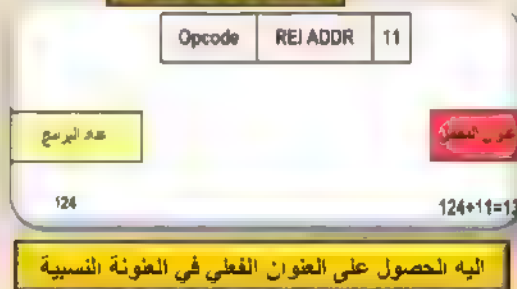 Opcode REI ADDR 11
عداد البرامج
124 124+11=13
اليه الحصول على العنوان الفعلي في العنونة النسبية